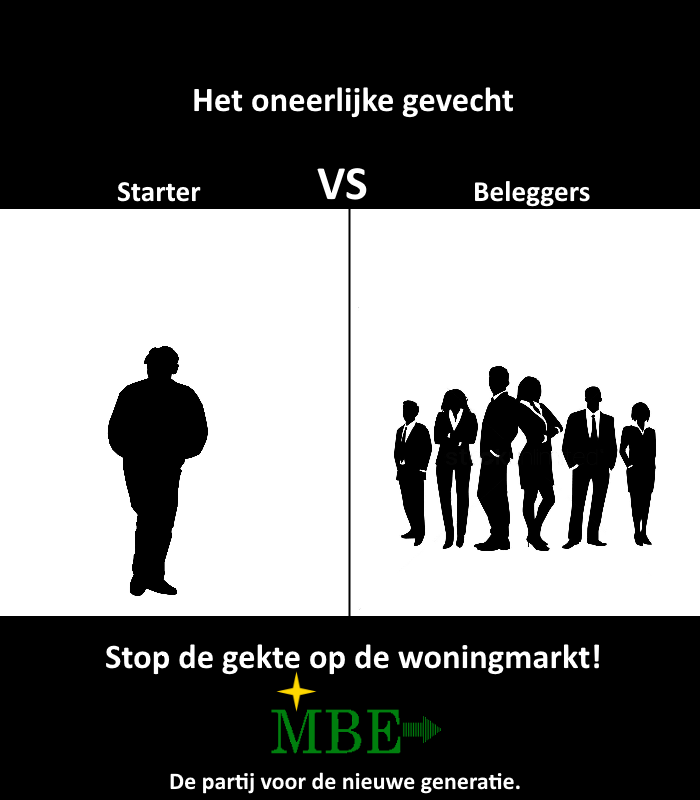 Het oneerlijke gevecht
Starter VS Beleggers
Stop de gekte op de woningmarkt!
MBE
De partij voor de nieuwe generatie.